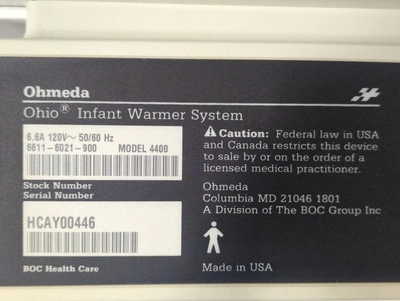 Ohmeda
Ohio® Infant Warmer System
6.6A 120V~ 50/60 Hz
6611-6021-900 MODEL 4400
Stock Number
Serial Number
HCAY00446
BOC Health Care
Caution: Federal law in USA
and Canada restricts this device
to sale by or on the order of a
licensed medical practitioner.
Ohmeda
Columbia MD 21046 1801
A Division of The BOC Group Inc
Made in USA